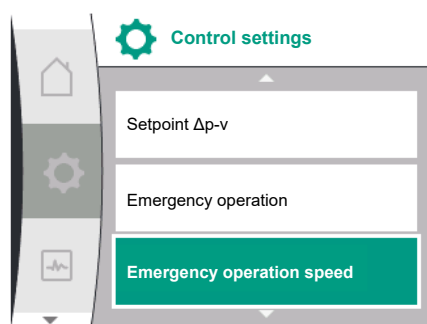 Control settings
Setpoint Δp-v
Emergency operation
Emergency operation speed